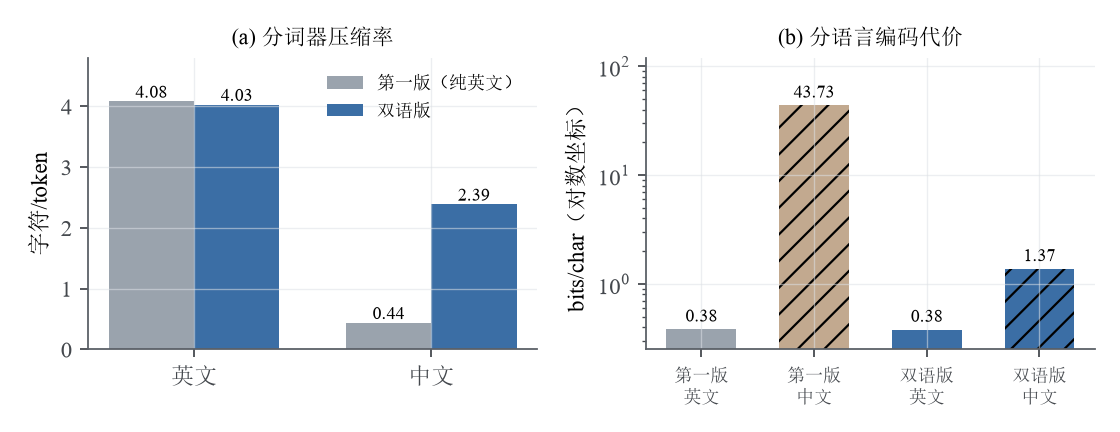 (a) 分词器压缩率
字符/token
4
3
2
1
0
4.08
4.03
0.44
2.39
第一版（纯英文）
双语版
英文
中文
(b) 分语言编码代价
bits/char（对数坐标）
10²
10¹
10⁰
0.38
43.73
0.38
1.37
第一版
英文
第一版
中文
双语版
英文
双语版
中文